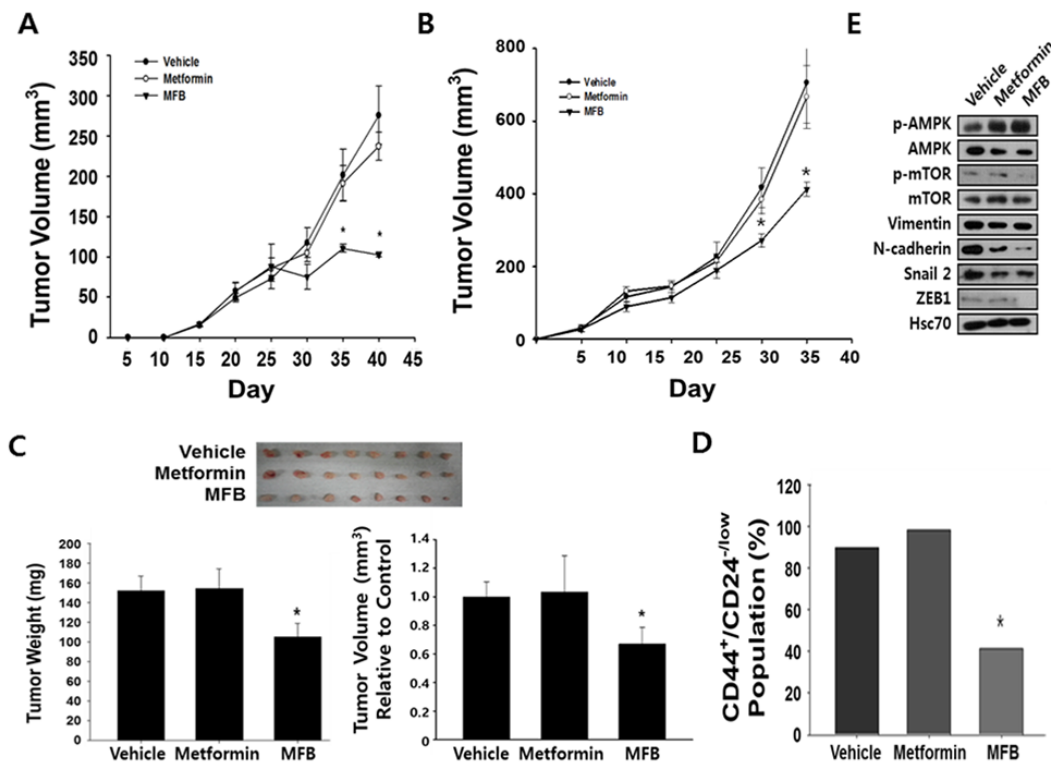 A
Tumor Volume (mm³)
350
300
250
200
150
100
50
0
Vehicle
Metformin
MFB
*
*
5 10 15 20 25 30 35 40 45
Day
B
Tumor Volume (mm³)
800
600
400
200
0
Vehicle
Metformin
MFB
*
*
5 10 15 20 25 30 35 40
Day
E
Vehicle
Metformin
MFB
p-AMPK
AMPK
p-mTOR
mTOR
Vimentin
N-cadherin
Snail 2
ZEB1
Hsc70
C
Vehicle
Metformin
MFB
Tumor Weight (mg)
200
180
160
140
120
100
80
60
40
20
0
*
Vehicle Metformin MFB
Tumor Volume (mm³)
Relative to Control
1.4
1.2
1.0
0.8
0.6
0.4
0.2
0.0
*
Vehicle Metformin MFB
D
CD44⁺/CD24⁻/low
Population (%)
120
100
80
60
40
20
0
*
Vehicle Metformin MFB